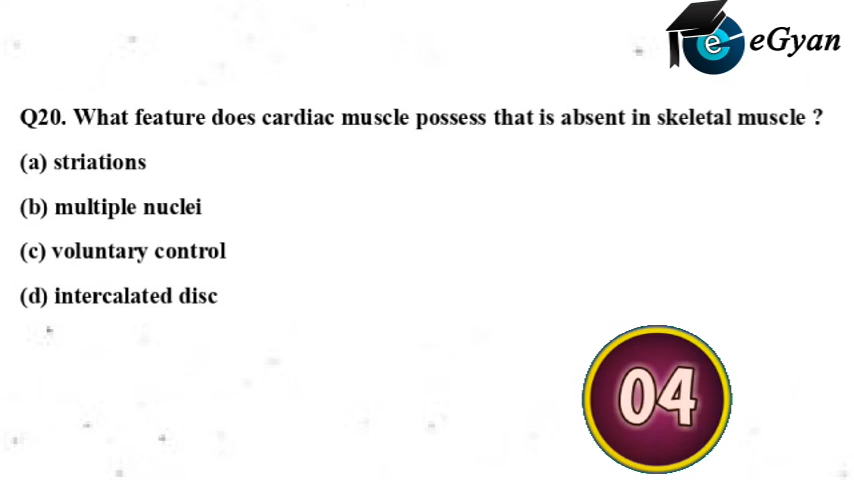 e eGyan
Q20. What feature does cardiac muscle possess that is absent in skeletal muscle ?
(a) striations
(b) multiple nuclei
(c) voluntary control
(d) intercalated disc
04